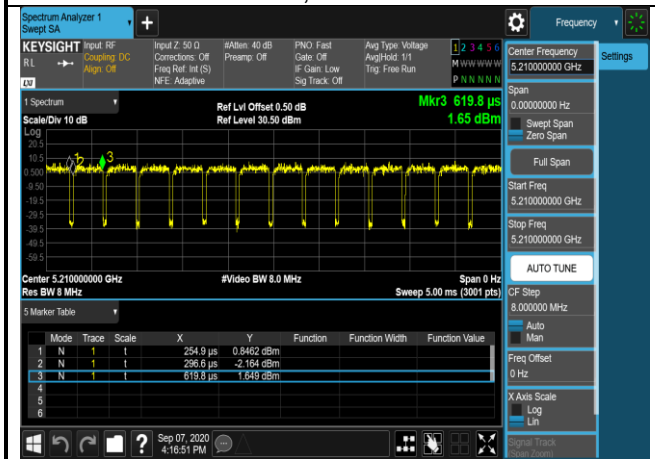 Spectrum Analyzer 1
Swept SA
+
Frequency
KEYSIGHT
Input: RF
Coupling: DC
Align: Off
Input Z: 50 Ω
Corrections: Off
Freq Ref: Int (S)
NFE: Adaptive
#Atten: 40 dB
Preamp: Off
PNO: Fast
Gate: Off
IF Gain: Low
Sig Track: Off
Avg Type: Voltage
Avg|Hold: 1/1
Trig: Free Run
1 2 3 4 5 6
M W W W W W
P N N N N N
R L
LXI
1 Spectrum
Scale/Div 10 dB
Ref Lvl Offset 0.50 dB
Ref Level 30.50 dBm
Mkr3 619.8 µs
1.65 dBm
Log
20.5
10.5
0.500
-9.50
-19.5
-29.5
-39.5
-49.5
-59.5
2
3
Center 5.210000000 GHz
#Video BW 8.0 MHz
Span 0 Hz
Res BW 8 MHz
Sweep 5.00 ms (3001 pts)
5 Marker Table
Mode Trace Scale X Y Function Function Width Function Value
1 N 1 t 254.9 µs 0.8462 dBm
2 N 1 t 296.6 µs -2.164 dBm
3 N 1 t 619.8 µs 1.649 dBm
4
5
6
Sep 07, 2020
4:16:51 PM
?
Center Frequency
5.210000000 GHz
Settings
Span
0.00000000 Hz
Swept Span
Zero Span
Full Span
Start Freq
5.210000000 GHz
Stop Freq
5.210000000 GHz
AUTO TUNE
CF Step
8.000000 MHz
Auto
Man
Freq Offset
0 Hz
X Axis Scale
Log
Lin
Signal Track
(Span Zoom)